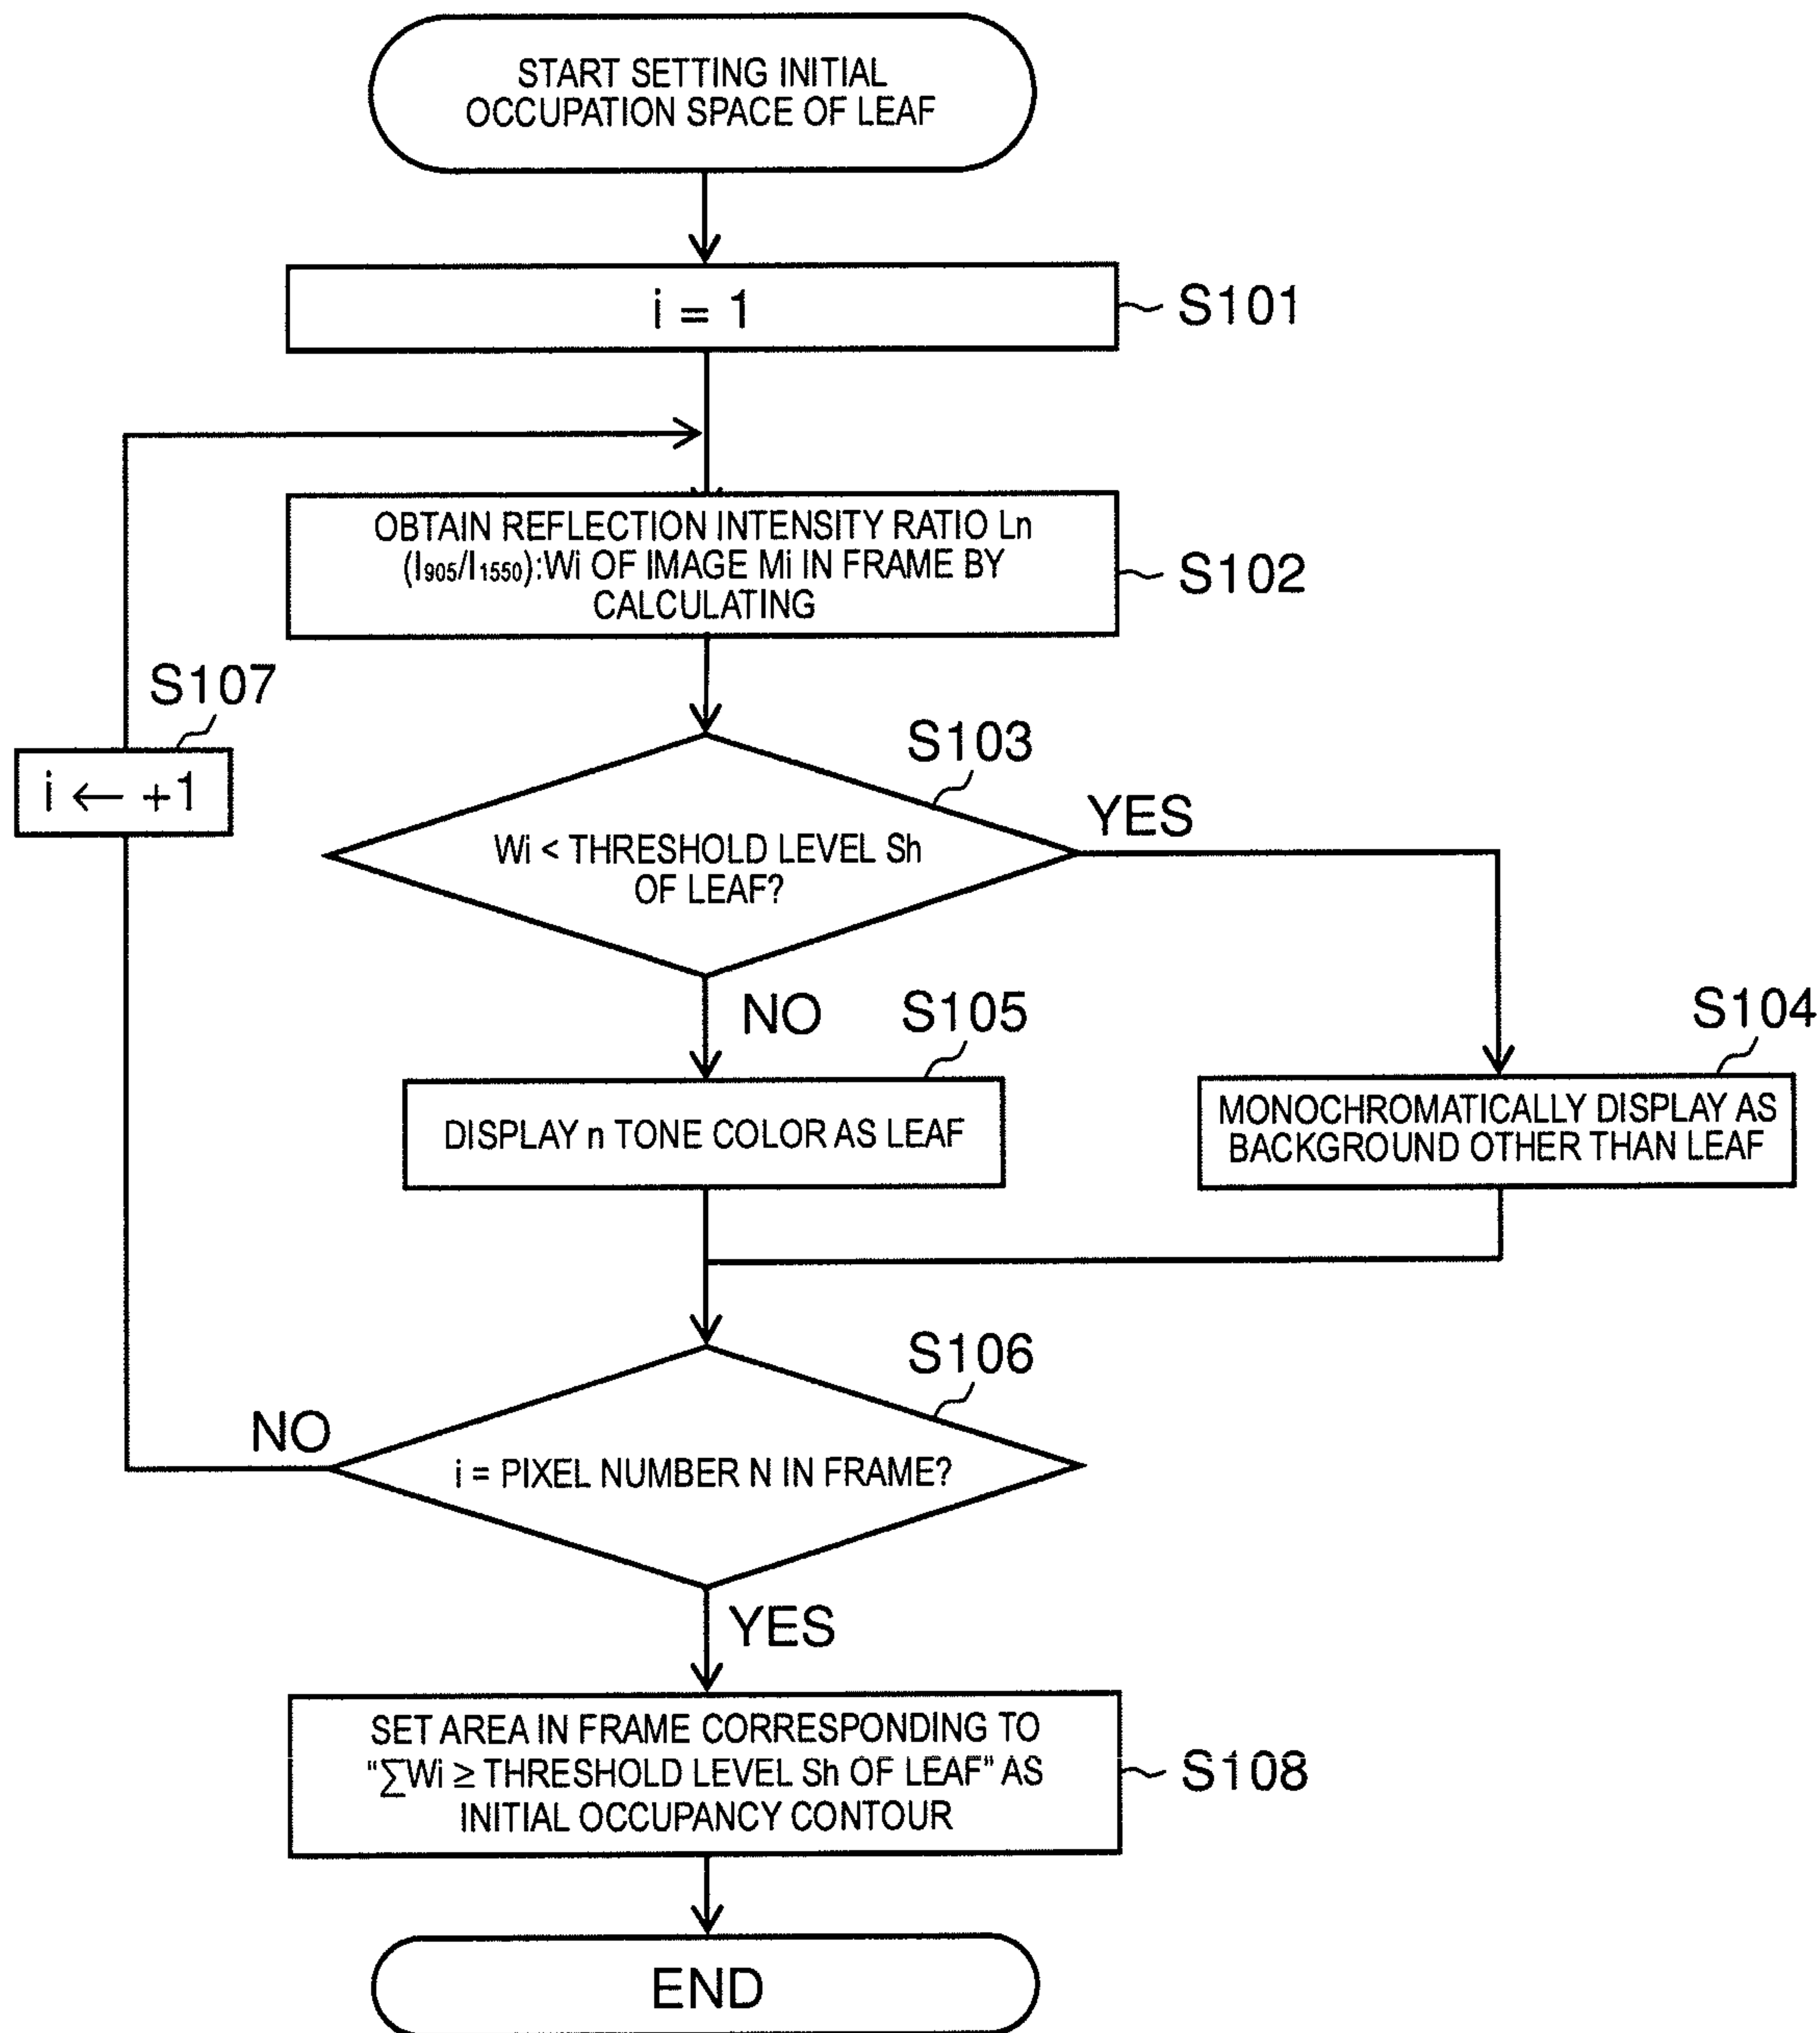 START SETTING INITIAL
OCCUPATION SPACE OF LEAF
i = 1
S101
OBTAIN REFLECTION INTENSITY RATIO Ln
(I905/I1550):Wi OF IMAGE Mi IN FRAME BY
CALCULATING
S102
S107
i ← +1
S103
Wi < THRESHOLD LEVEL Sh
OF LEAF?
YES
NO
S105
DISPLAY n TONE COLOR AS LEAF
S104
MONOCHROMATICALLY DISPLAY AS
BACKGROUND OTHER THAN LEAF
S106
i = PIXEL NUMBER N IN FRAME?
NO
YES
SET AREA IN FRAME CORRESPONDING TO
“∑Wi ≥ THRESHOLD LEVEL Sh OF LEAF” AS
INITIAL OCCUPANCY CONTOUR
S108
END